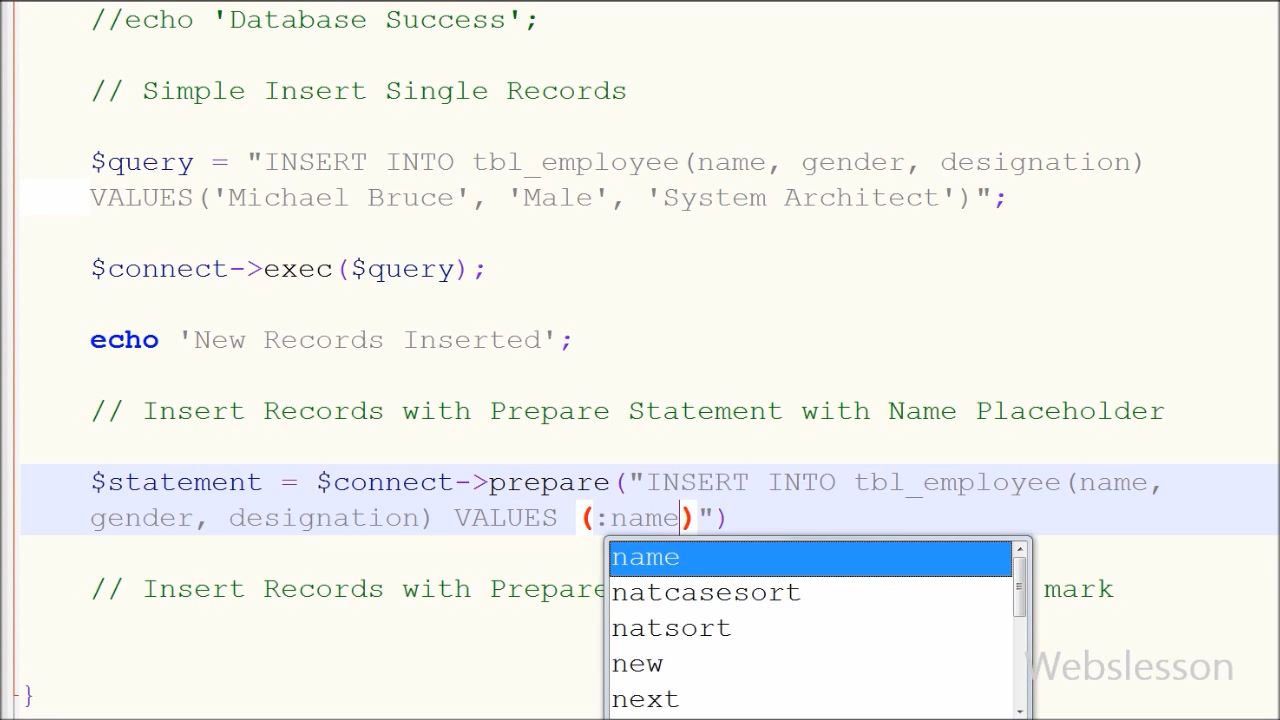 //echo 'Database Success';
// Simple Insert Single Records
$query = "INSERT INTO tbl_employee(name, gender, designation)
VALUES('Michael Bruce', 'Male', 'System Architect')";
$connect->exec($query);
echo 'New Records Inserted';
// Insert Records with Prepare Statement with Name Placeholder
$statement = $connect->prepare("INSERT INTO tbl_employee(name,
gender, designation) VALUES (:name)")
name
// Insert Records with Prepare mark
natcasesort
natsort
new
next
Webslesson
}